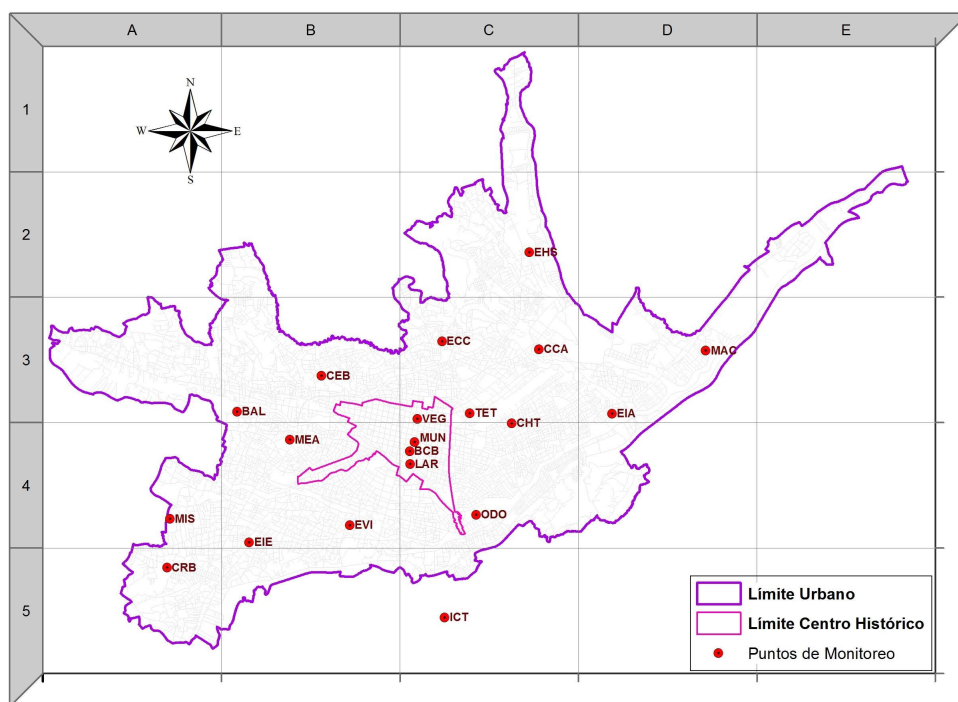 A B C D E
1
N
W E
S
2
EHS
3
ECC
CCA
MAC
CEB
BAL
VEG
TET
EIA
CHT
MEA
MUN
BCB
LAR
4
MIS
ODO
EVI
EIE
CRB
5
ICT
Límite Urbano
Límite Centro Histórico
Puntos de Monitoreo